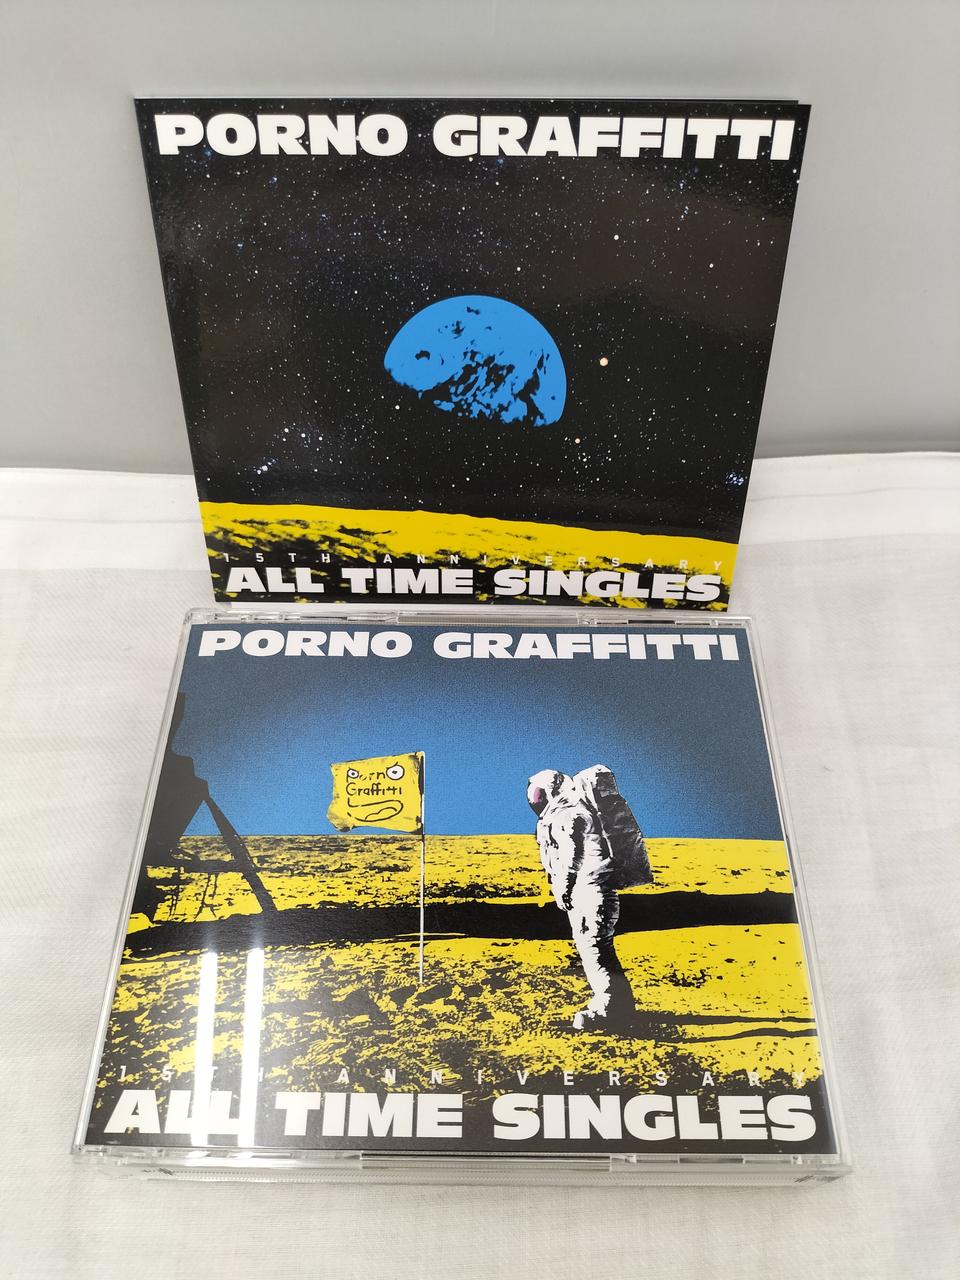 PORNO GRAFFITTI
15TH ANNIVERSARY
ALL TIME SINGLES
PORNO GRAFFITTI
Porno
Graffitti
15TH ANNIVERSARY
ALL TIME SINGLES